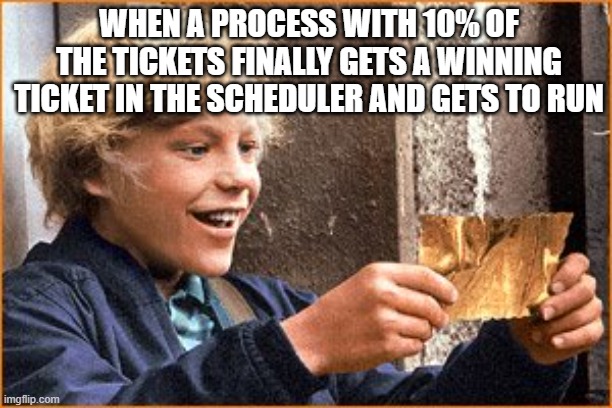 WHEN A PROCESS WITH 10% OF
THE TICKETS FINALLY GETS A WINNING
TICKET IN THE SCHEDULER AND GETS TO RUN
imgflip.com